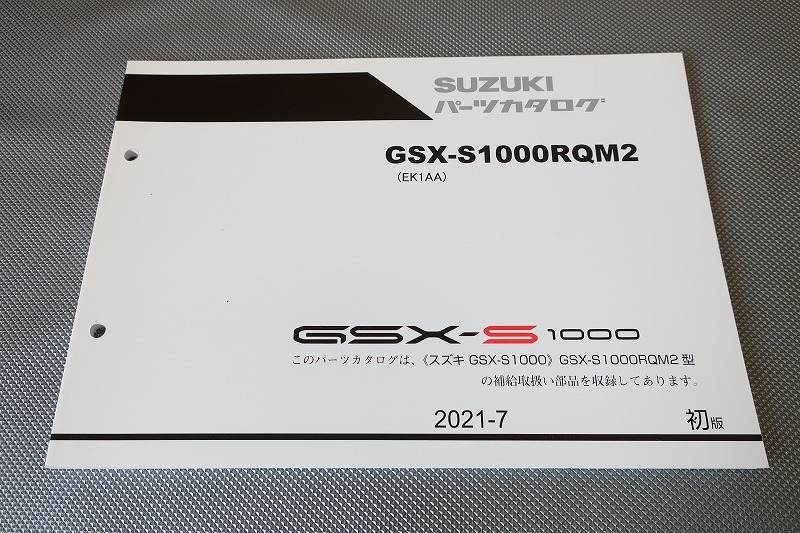 SUZUKI
パーツカタログ
GSX-S1000RQM2
(EK1AA)
GSX-S 1000
このパーツカタログは、《スズキ GSX-S1000》GSX-S1000RQM2 型
の補給取扱い部品を収録してあります。
2021-7 初版